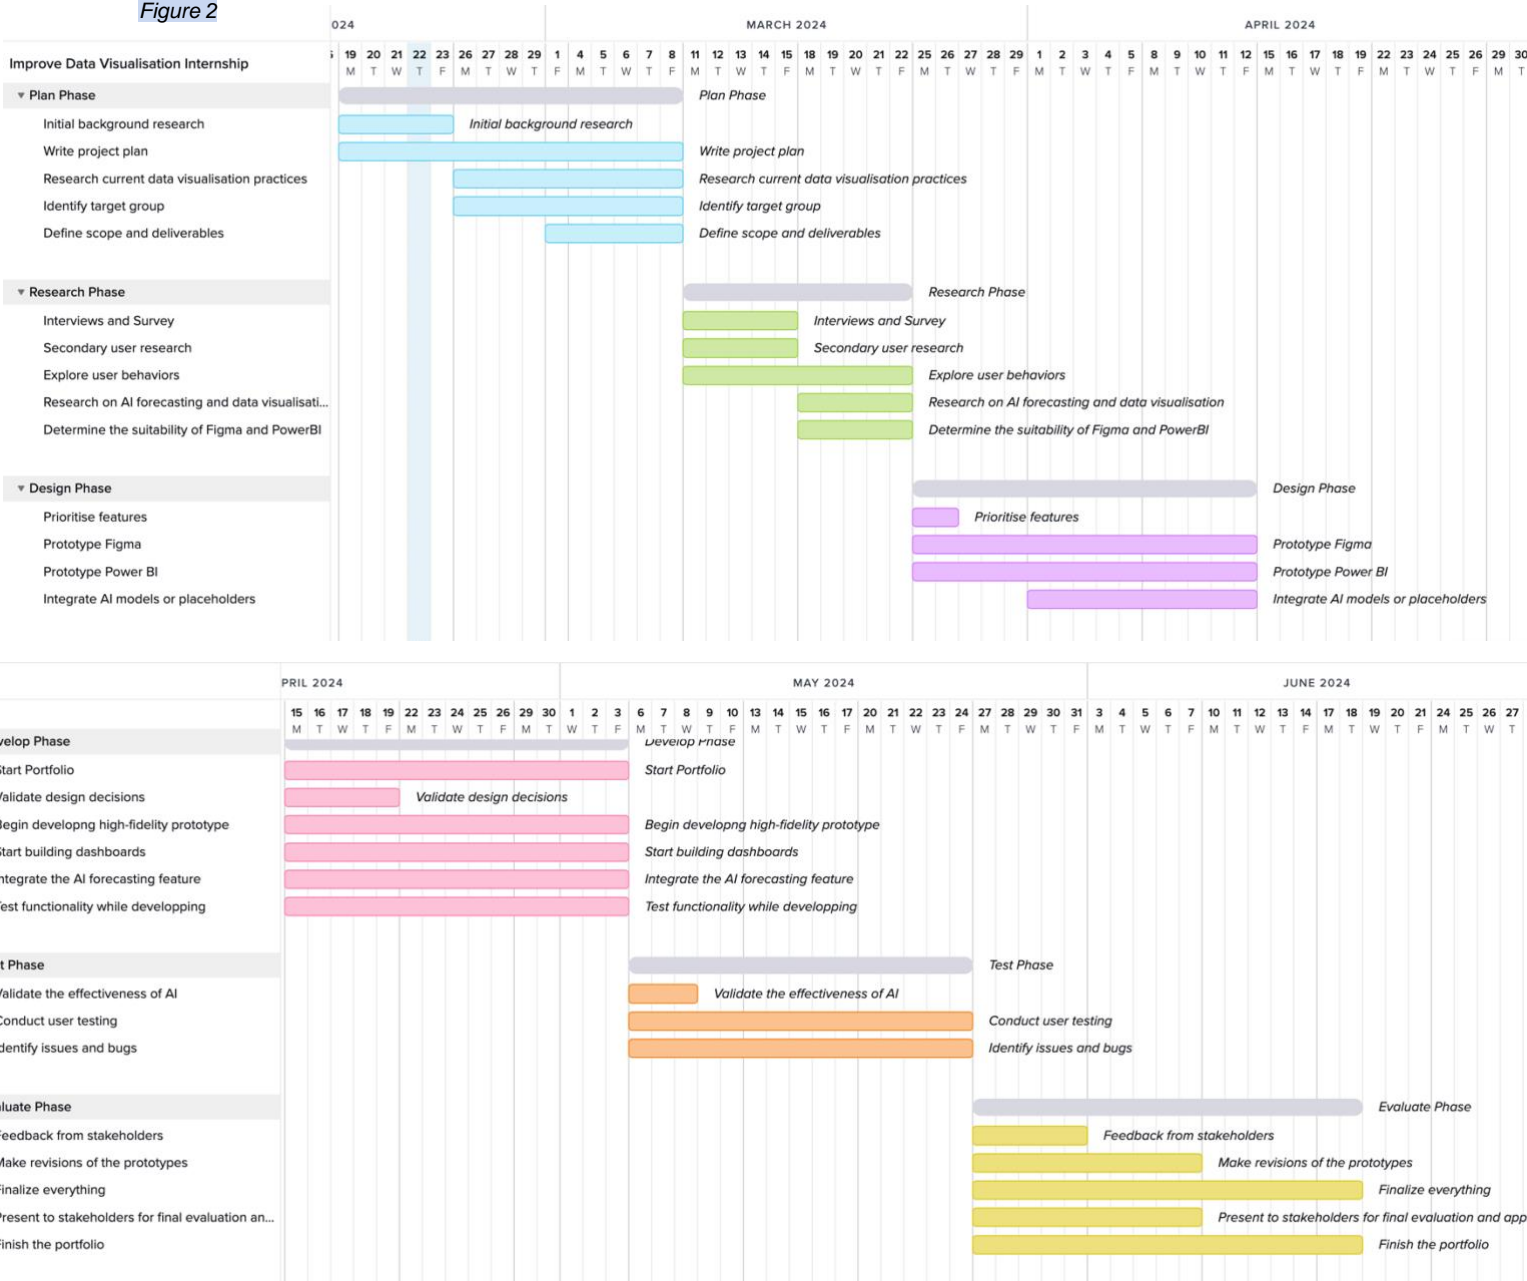 Figure 2
024 MARCH 2024 APRIL 2024
19 20 21 22 23 26 27 28 29 1 4 5 6 7 8 11 12 13 14 15 18 19 20 21 22 25 26 27 28 29 1 2 3 4 5 8 9 10 11 12 15 16 17 18 19 22 23 24 25 26 29 30
Improve Data Visualisation Internship
M T W T F M T W T F M T W T F M T W T F M T W T F M T W T F M T W T F M T W T F M T W T F M T W T F M T
Plan Phase Plan Phase
Initial background research Initial background research
Write project plan Write project plan
Research current data visualisation practices Research current data visualisation practices
Identify target group Identify target group
Define scope and deliverables Define scope and deliverables
Research Phase Research Phase
Interviews and Survey Interviews and Survey
Secondary user research Secondary user research
Explore user behaviors Explore user behaviors
Research on AI forecasting and data visualisati... Research on AI forecasting and data visualisation
Determine the suitability of Figma and PowerBI Determine the suitability of Figma and PowerBI
Design Phase Design Phase
Prioritise features Prioritise features
Prototype Figma Prototype Figma
Prototype Power BI Prototype Power BI
Integrate AI models or placeholders Integrate AI models or placeholders
PRIL 2024 MAY 2024 JUNE 2024
15 16 17 18 19 22 23 24 25 26 29 30 1 2 3 6 7 8 9 10 13 14 15 16 17 20 21 22 23 24 27 28 29 30 31 3 4 5 6 7 10 11 12 13 14 17 18 19 20 21 24 25 26 27
M T W T F M T W T F M T W T F M T W T F M T W T F M T W T F M T W T F M T W T F M T W T F M T W T F M T W T
velop Phase Develop Phase
Start Portfolio Start Portfolio
Validate design decisions Validate design decisions
Begin developng high-fidelity prototype Begin developng high-fidelity prototype
Start building dashboards Start building dashboards
ntegrate the AI forecasting feature Integrate the AI forecasting feature
Test functionality while developping Test functionality while developping
t Phase Test Phase
Validate the effectiveness of AI Validate the effectiveness of AI
Conduct user testing Conduct user testing
dentify issues and bugs Identify issues and bugs
luate Phase Evaluate Phase
Feedback from stakeholders Feedback from stakeholders
Make revisions of the prototypes Make revisions of the prototypes
Finalize everything Finalize everything
Present to stakeholders for final evaluation an... Present to stakeholders for final evaluation and app
Finish the portfolio Finish the portfolio